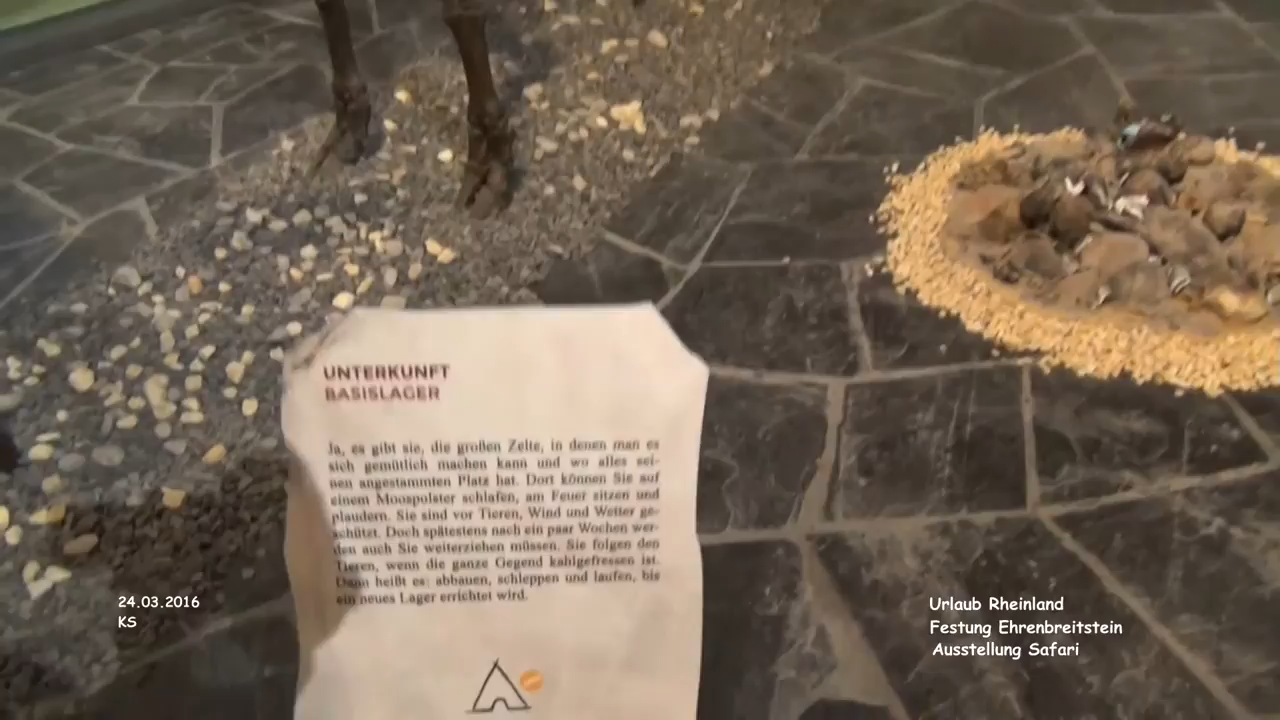 UNTERKUNFT
BASISLAGER
Ja, es gibt sie, die großen Zelte, in denen man es
sich gemütlich machen kann und wo alles sei-
nen angestammten Platz hat. Dort können Sie auf
einem Moospolster schlafen, am Feuer sitzen und
plaudern. Sie sind vor Tieren, Wind und Wetter ge-
schützt. Doch spätestens nach ein paar Wochen wer-
den auch Sie weiterziehen müssen. Sie folgen den
Tieren, wenn die ganze Gegend kahlgefressen ist.
Dann heißt es: abbauen, schleppen und laufen, bis
ein neues Lager errichtet wird.
24.03.2016
KS
Urlaub Rheinland
Festung Ehrenbreitstein
Ausstellung Safari